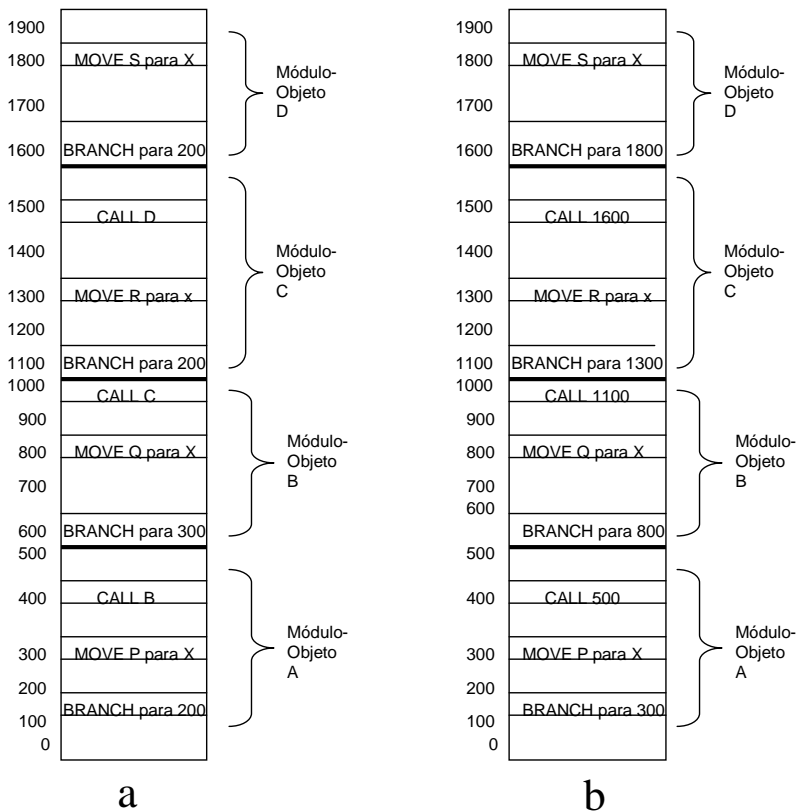 1900
1800 MOVE S para X
1700
1600 BRANCH para 200
Módulo-
Objeto
D
1500 CALL D
1400
1300 MOVE R para x
1200
1100 BRANCH para 200
Módulo-
Objeto
C
1000 CALL C
900
800 MOVE Q para X
700
600 BRANCH para 300
Módulo-
Objeto
B
500
400 CALL B
300 MOVE P para X
200
100 BRANCH para 200
0
Módulo-
Objeto
A
a
1900
1800 MOVE S para X
1700
1600 BRANCH para 1800
Módulo-
Objeto
D
1500 CALL 1600
1400
1300 MOVE R para x
1200
1100 BRANCH para 1300
Módulo-
Objeto
C
1000 CALL 1100
900
800 MOVE Q para X
700
600
BRANCH para 800
Módulo-
Objeto
B
500
400 CALL 500
300 MOVE P para X
200
100 BRANCH para 300
0
Módulo-
Objeto
A
b